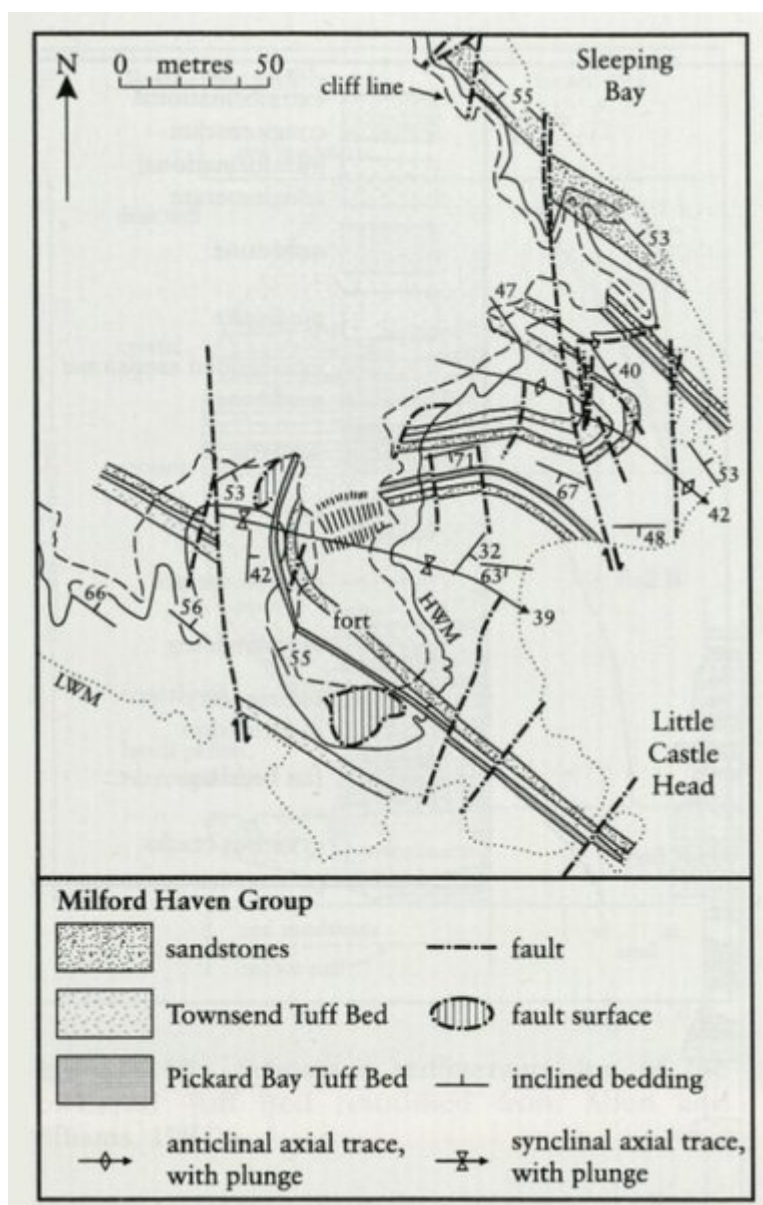 N
0 metres 50
Sleeping
Bay
cliff line
55
53
47
40
71
67
53
42
48
53
42
32
63
39
66
56
fort
HWM
55
LWM
Little
Castle
Head
Milford Haven Group
sandstones
fault
Townsend Tuff Bed
fault surface
Pickard Bay Tuff Bed
inclined bedding
anticlinal axial trace,
with plunge
synclinal axial trace,
with plunge